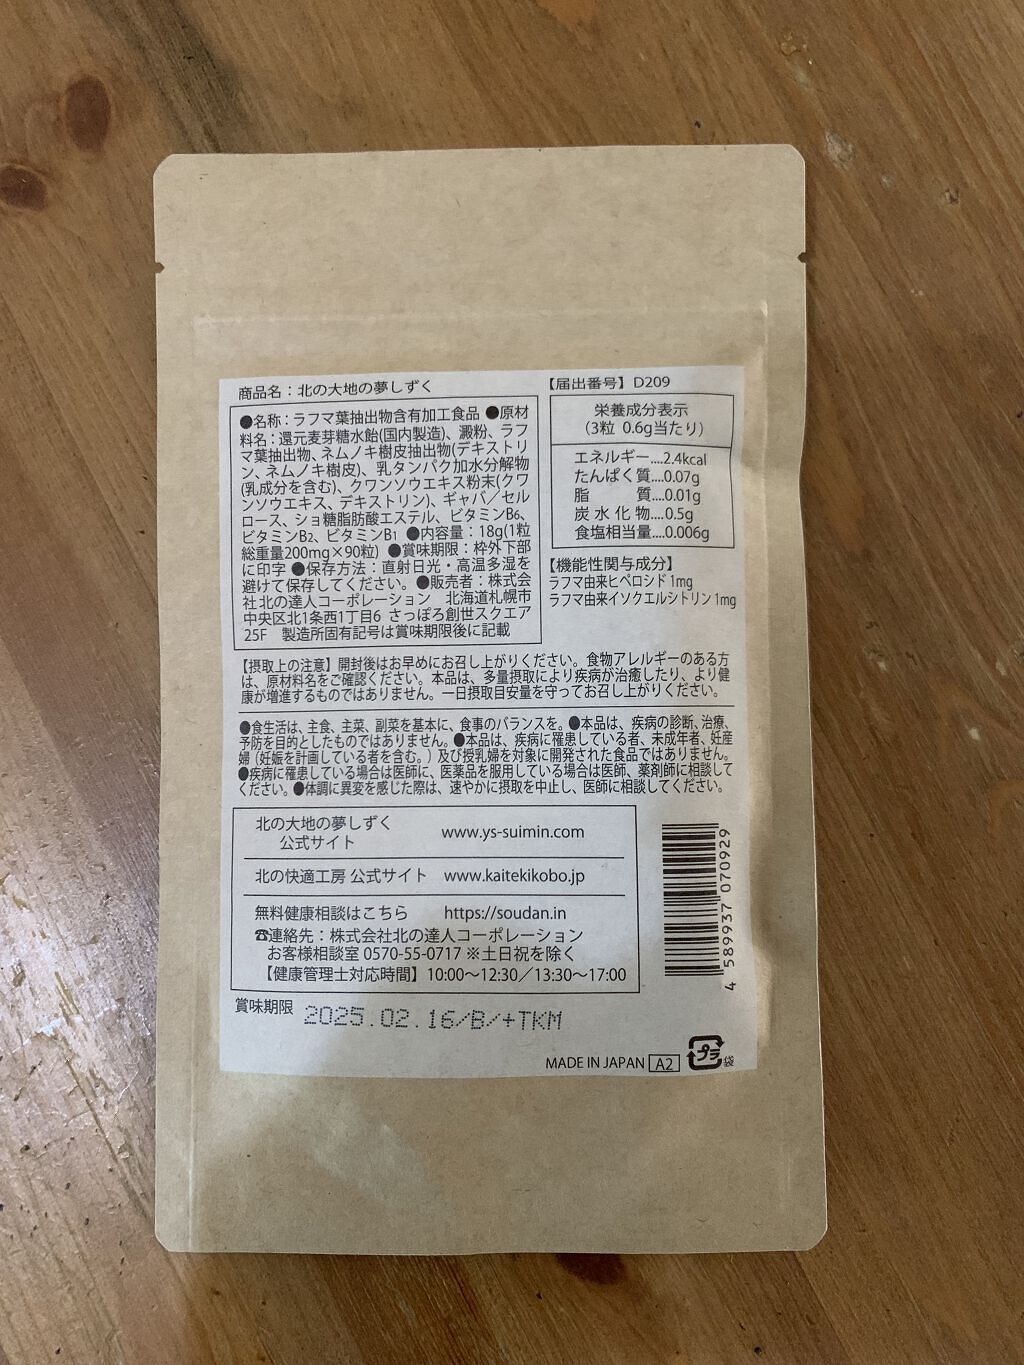 商品名：北の大地の夢しずく
●名称：ラフマ葉抽出物含有加工食品 ●原材
料名：還元麦芽糖水飴(国内製造)、澱粉、ラフ
マ葉抽出物、ネムノキ樹皮抽出物(デキストリ
ン、ネムノキ樹皮)、乳タンパク加水分解物
(乳成分を含む)、クワンソウエキス粉末(クワ
ンソウエキス、デキストリン)、ギャバ／セル
ロース、ショ糖脂肪酸エステル、ビタミンB₆、
ビタミンB₂、ビタミンB₁ ●内容量：18g(1粒
総重量200mg×90粒) ●賞味期限：枠外下部
に印字 ●保存方法：直射日光・高温多湿を
避けて保存してください。●販売者：株式会
社北の達人コーポレーション　北海道札幌市
中央区北1条西1丁目6 さっぽろ創世スクエア
25F　製造所固有記号は賞味期限後に記載
【届出番号】D209
栄養成分表示
(3粒 0.6g当たり)
エネルギー....2.4kcal
たんぱく質....0.07g
脂　　　質....0.01g
炭水化物....0.5g
食塩相当量....0.006g
【機能性関与成分】
ラフマ由来ヒペロシド 1mg
ラフマ由来イソクエルシトリン 1mg
【摂取上の注意】開封後はお早めにお召し上がりください。食物アレルギーのある方
は、原材料名をご確認ください。本品は、多量摂取により疾病が治癒したり、より健
康が増進するものではありません。一日摂取目安量を守ってお召し上がりください。
●食生活は、主食、主菜、副菜を基本に、食事のバランスを。●本品は、疾病の診断、治療、
予防を目的としたものではありません。●本品は、疾病に罹患している者、未成年者、妊産
婦(妊娠を計画している者を含む。)及び授乳婦を対象に開発された食品ではありません。
●疾病に罹患している場合は医師に、医薬品を服用している場合は医師、薬剤師に相談して
ください。●体調に異変を感じた際は、速やかに摂取を中止し、医師に相談してください。
北の大地の夢しずく
公式サイト
www.ys-suimin.com
北の快適工房 公式サイト　www.kaitekikobo.jp
無料健康相談はこちら　https://soudan.in
☎連絡先：株式会社北の達人コーポレーション
お客様相談室 0570-55-0717 ※土日祝を除く
【健康管理士対応時間】10:00〜12:30／13:30〜17:00
4 589937 070929
賞味期限 2025.02.16/B/+TKM
MADE IN JAPAN A2 プラ 袋